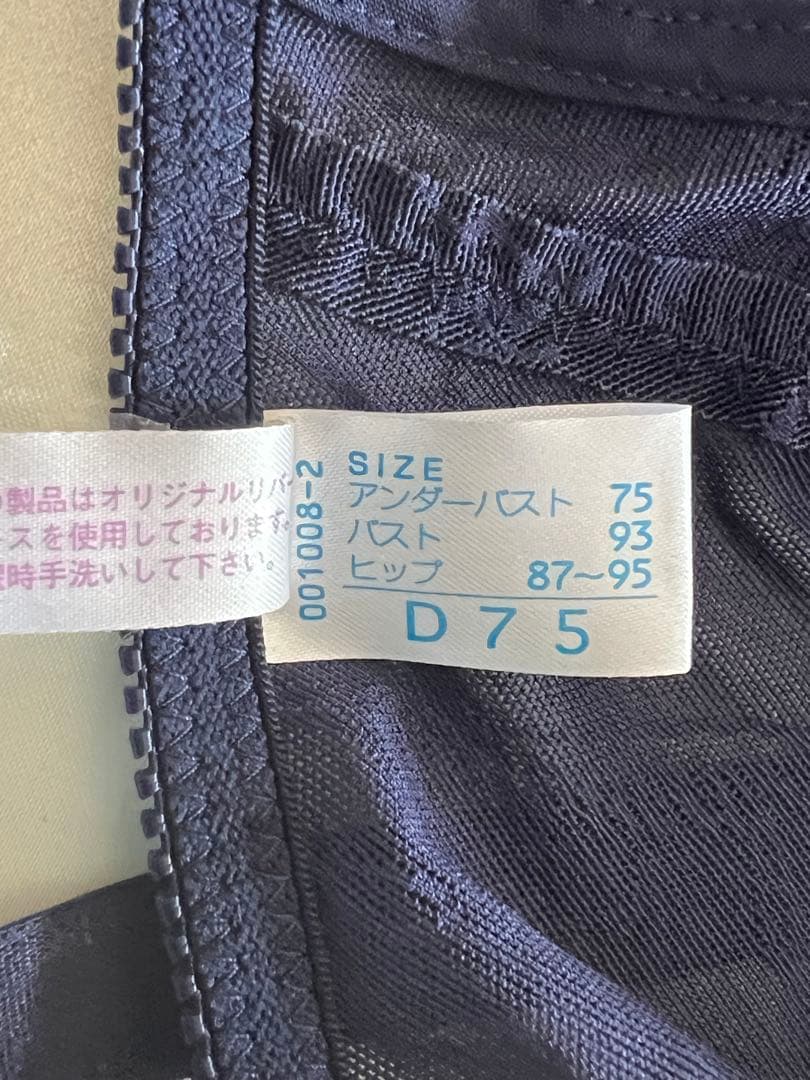 製品はオリジナルリバー
スを使用しております。
時手洗いして下さい。
001008-2
SIZE
アンダーバスト 75
バスト 93
ヒップ 87〜95
D75